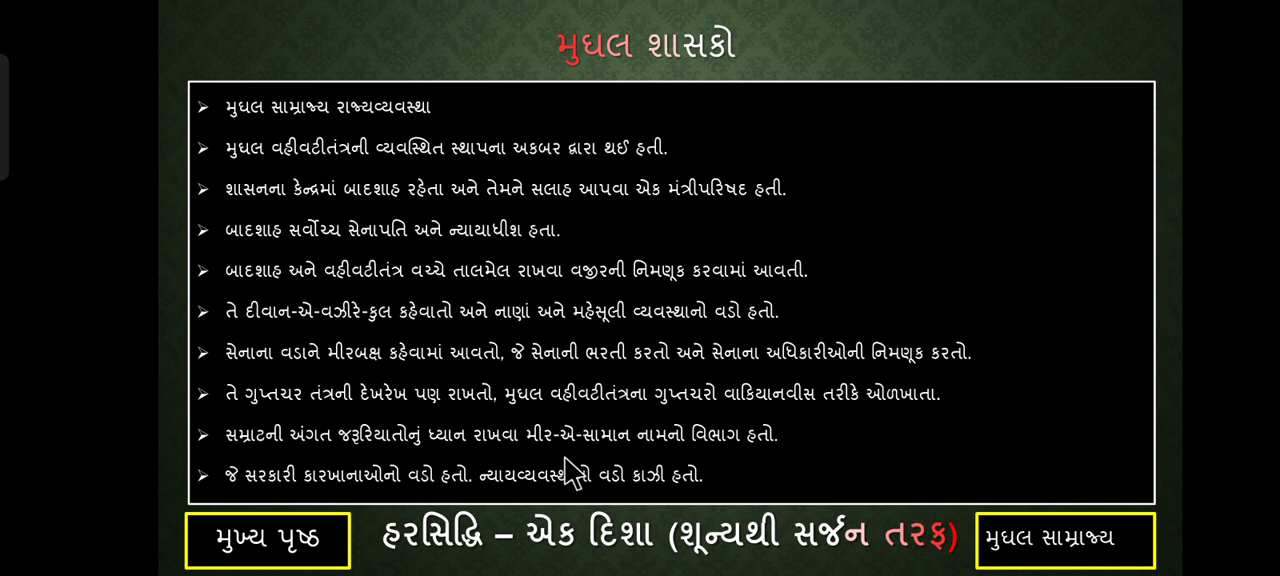 મુઘલ શાસકો
➢ મુઘલ સામ્રાજ્ય રાજ્યવ્યવસ્થા
➢ મુઘલ વહીવટીતંત્રની વ્યવસ્થિત સ્થાપના અકબર દ્વારા થઈ હતી.
➢ શાસનના કેન્દ્રમાં બાદશાહ રહેતા અને તેમને સલાહ આપવા એક મંત્રીપરિષદ હતી.
➢ બાદશાહ સર્વોચ્ચ સેનાપતિ અને ન્યાયાધીશ હતા.
➢ બાદશાહ અને વહીવટીતંત્ર વચ્ચે તાલમેલ રાખવા વજીરની નિમણૂક કરવામાં આવતી.
➢ તે દીવાન-એ-વઝીરે-કુલ કહેવાતો અને નાણાં અને મહેસૂલી વ્યવસ્થાનો વડો હતો.
➢ સેનાના વડાને મીરબક્ષ કહેવામાં આવતો, જે સેનાની ભરતી કરતો અને સેનાના અધિકારીઓની નિમણૂક કરતો.
➢ તે ગુપ્તચર તંત્રની દેખરેખ પણ રાખતો, મુઘલ વહીવટીતંત્રના ગુપ્તચરો વાકિયાનવીસ તરીકે ઓળખાતા.
➢ સમ્રાટની અંગત જરૂરિયાતોનું ધ્યાન રાખવા મીર-એ-સામાન નામનો વિભાગ હતો.
➢ જે સરકારી કારખાનાઓનો વડો હતો. વડો કાઝી હતો.
મુખ્ય પૃષ્ઠ
હરસિદ્ધિ – એક દિશા (શૂન્યથી સર્જન તરફ)
મુઘલ સામ્રાજ્ય